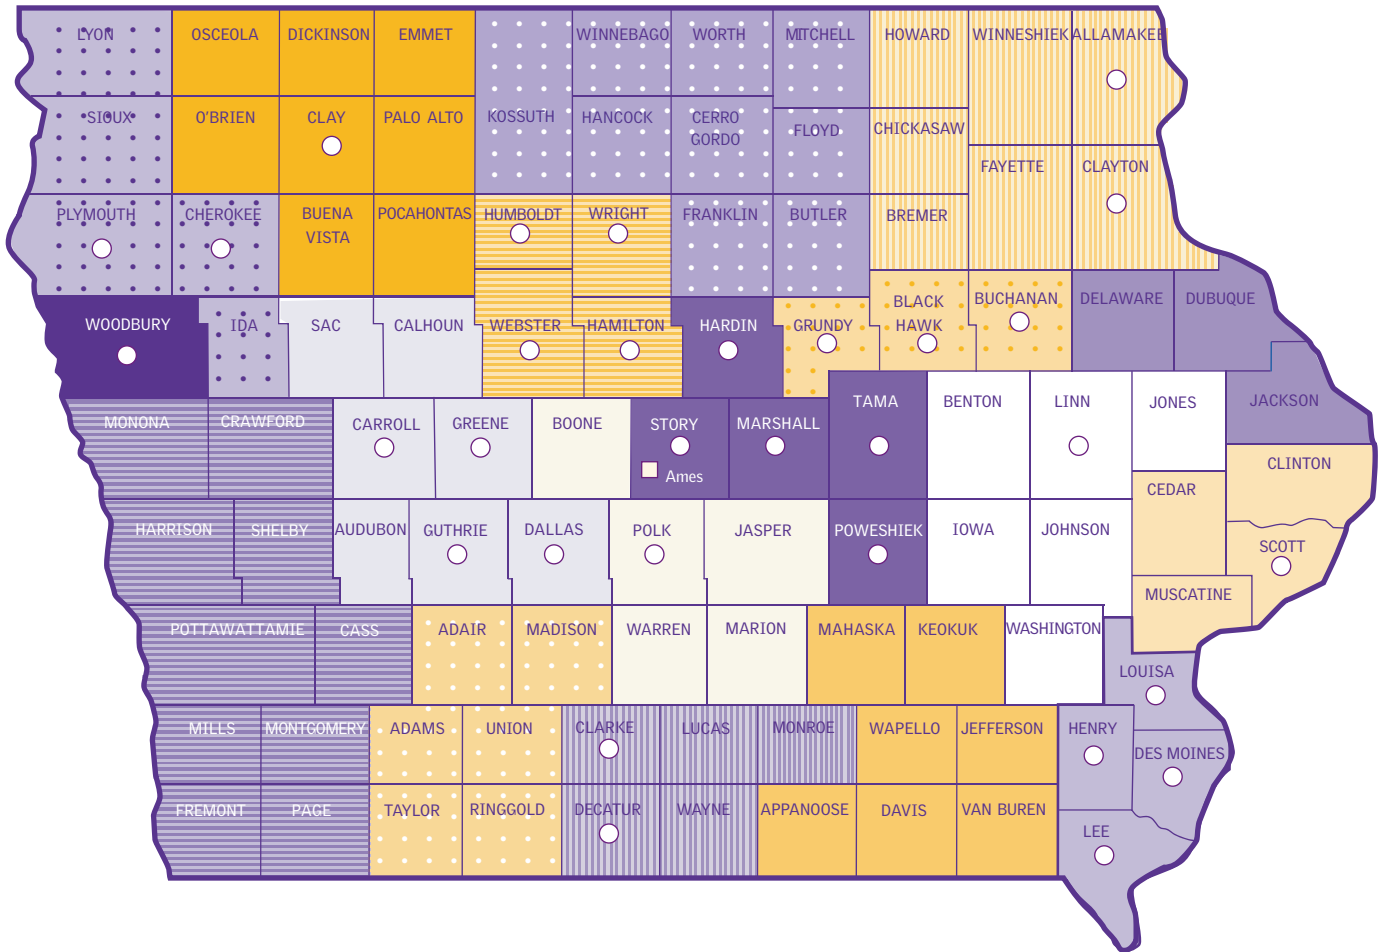 LYON
OSCEOLA
DICKINSON
EMMET
WINNEBAGO
WORTH
MITCHELL
HOWARD
WINNESHIEK
ALLAMAKEE
SIOUX
O'BRIEN
CLAY
PALO ALTO
KOSSUTH
HANCOCK
CERRO
GORDO
FLOYD
CHICKASAW
FAYETTE
CLAYTON
PLYMOUTH
CHEROKEE
BUENA
VISTA
POCAHONTAS
HUMBOLDT
WRIGHT
FRANKLIN
BUTLER
BREMER
WOODBURY
IDA
SAC
CALHOUN
WEBSTER
HAMILTON
HARDIN
GRUNDY
BLACK
HAWK
BUCHANAN
DELAWARE
DUBUQUE
MONONA
CRAWFORD
CARROLL
GREENE
BOONE
STORY
Ames
MARSHALL
TAMA
BENTON
LINN
JONES
JACKSON
CLINTON
CEDAR
HARRISON
SHELBY
AUDUBON
GUTHRIE
DALLAS
POLK
JASPER
POWESHIEK
IOWA
JOHNSON
SCOTT
MUSCATINE
POTTAWATTAMIE
CASS
ADAIR
MADISON
WARREN
MARION
MAHASKA
KEOKUK
WASHINGTON
LOUISA
MILLS
MONTGOMERY
ADAMS
UNION
CLARKE
LUCAS
MONROE
WAPELLO
JEFFERSON
HENRY
DES MOINES
FREMONT
PAGE
TAYLOR
RINGGOLD
DECATUR
WAYNE
APPANOOSE
DAVIS
VAN BUREN
LEE